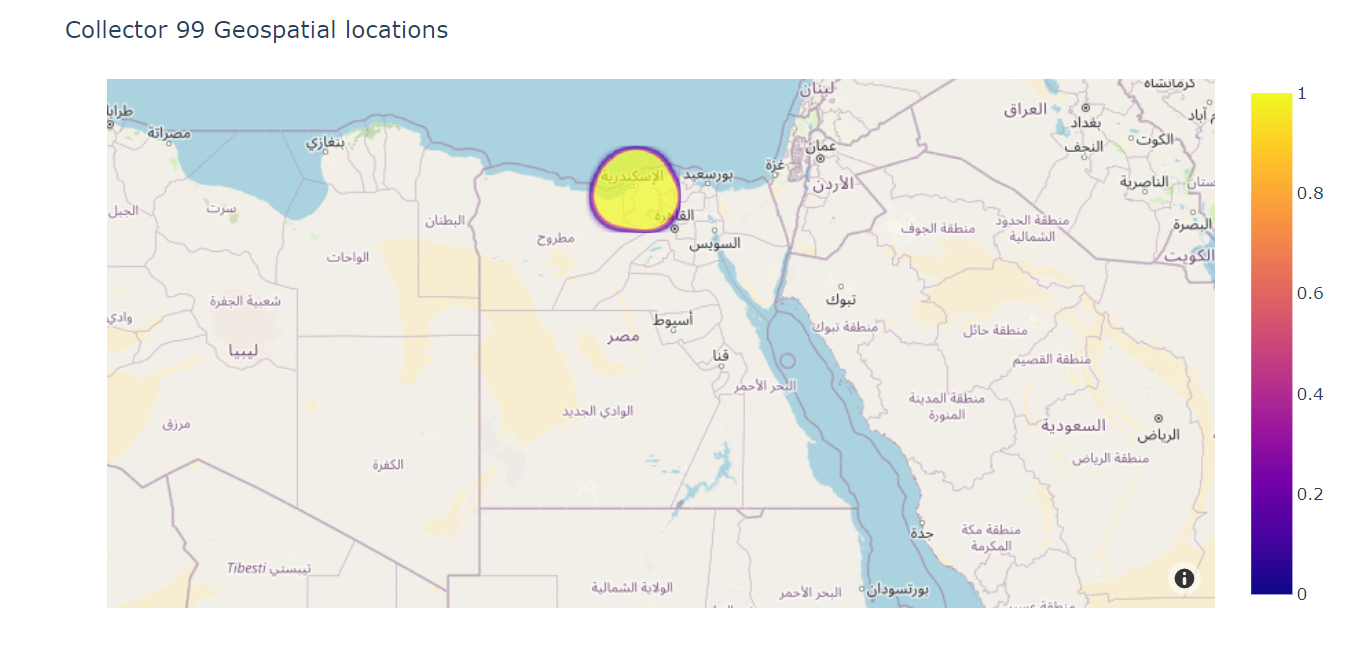 Collector 99 Geospatial locations
لبنان
كرمانشاه
العراق
بغداد
الكوت
النجف
مصراتة
بنغازي
عمان
غزة
بورسعيد
الإسكندرية
الأردن
الناصرية
الجبل
سرت
البطنان
القاهرة
منطقة الحدود
الشمالية
منطقة الجوف
البصرة
مطروح
السويس
الواحات
الكويت
شعبية الجفرة
تبوك
وادي
أسيوط
منطقة تبوك
منطقة حائل
مصر
ليبيا
قنا
منطقة القصيم
البحر الأحمر
منطقة المدينة
المنورة
الوادي الجديد
مرزق
السعودية
الرياض
منطقة الرياض
الكفرة
جدة
منطقة مكة
المكرمة
Tibesti تيبستي
الولاية الشمالية
البحر الأحمر
بورتسودان
1
0.8
0.6
0.4
0.2
0